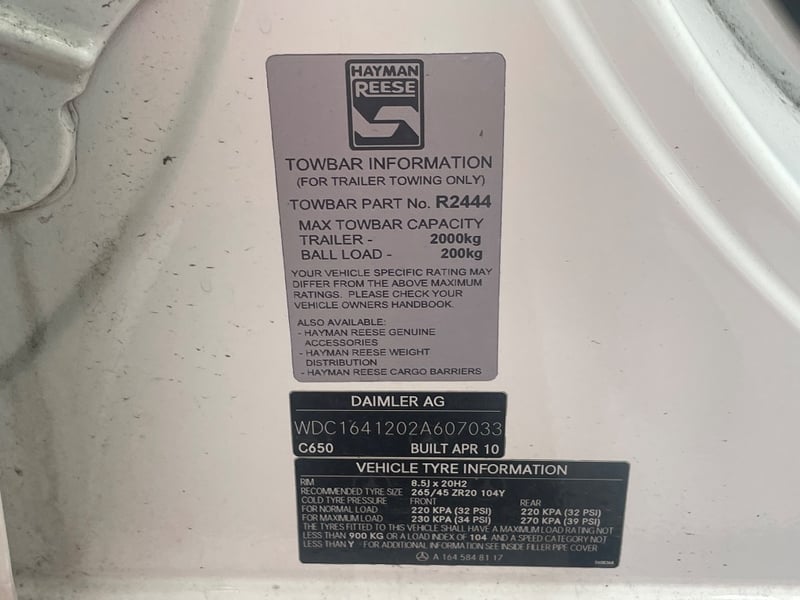 HAYMAN
REESE
TOWBAR INFORMATION
(FOR TRAILER TOWING ONLY)
TOWBAR PART No. R2444
MAX TOWBAR CAPACITY
TRAILER - 2000kg
BALL LOAD - 200kg
YOUR VEHICLE SPECIFIC RATING MAY
DIFFER FROM THE ABOVE MAXIMUM
RATINGS. PLEASE CHECK YOUR
VEHICLE OWNERS HANDBOOK.
ALSO AVAILABLE:
- HAYMAN REESE GENUINE
ACCESSORIES
- HAYMAN REESE WEIGHT
DISTRIBUTION
- HAYMAN REESE CARGO BARRIERS
DAIMLER AG
WDC1641202A607033
C650 BUILT APR 10
VEHICLE TYRE INFORMATION
RIM 8.5J x 20H2
RECOMMENDED TYRE SIZE 265/45 ZR20 104Y
COLD TYRE PRESSURE FRONT REAR
FOR NORMAL LOAD 220 KPA (32 PSI) 220 KPA (32 PSI)
FOR MAXIMUM LOAD 230 KPA (34 PSI) 270 KPA (39 PSI)
THE TYRES FITTED TO THIS VEHICLE SHALL HAVE A MAXIMUM LOAD RATING NOT
LESS THAN 900 KG OR A LOAD INDEX OF 104 AND A SPEED CATEGORY NOT
LESS THAN Y FOR ADDITIONAL INFORMATION SEE INSIDE FILLER PIPE COVER
A 164 584 81 17